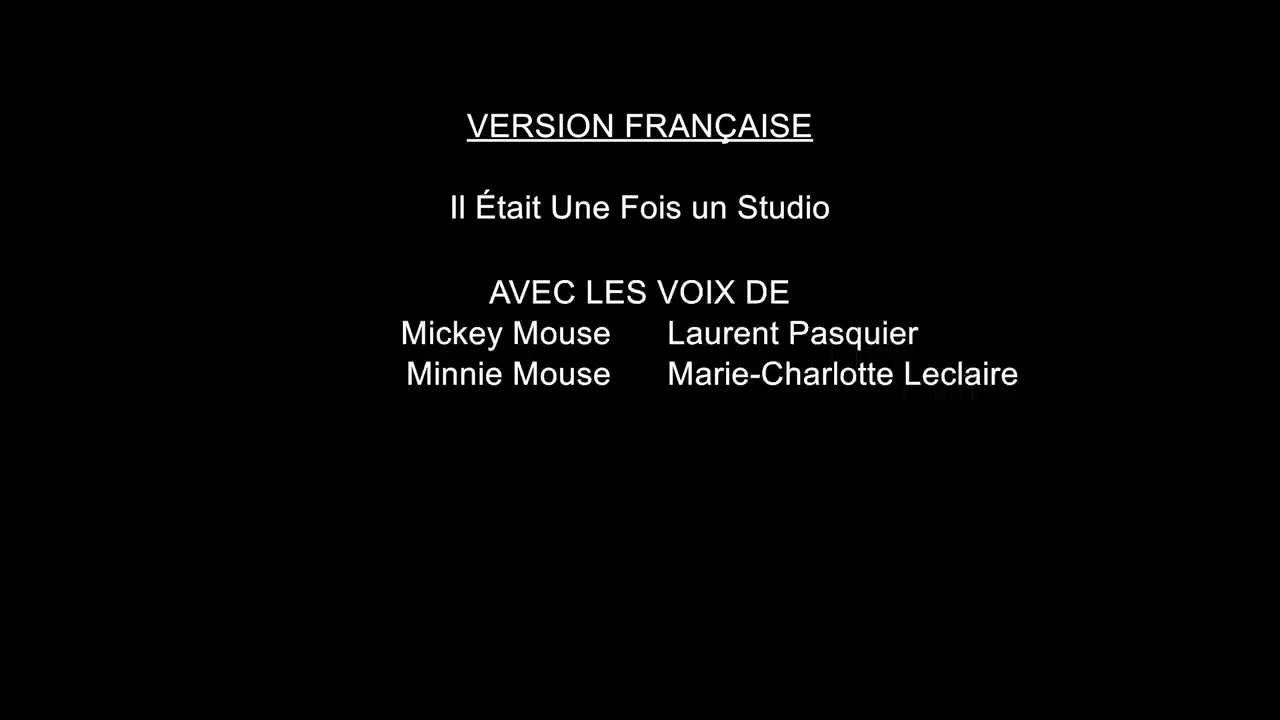 VERSION FRANÇAISE
Il Était Une Fois un Studio
AVEC LES VOIX DE
Mickey Mouse Laurent Pasquier
Minnie Mouse Marie-Charlotte Leclaire